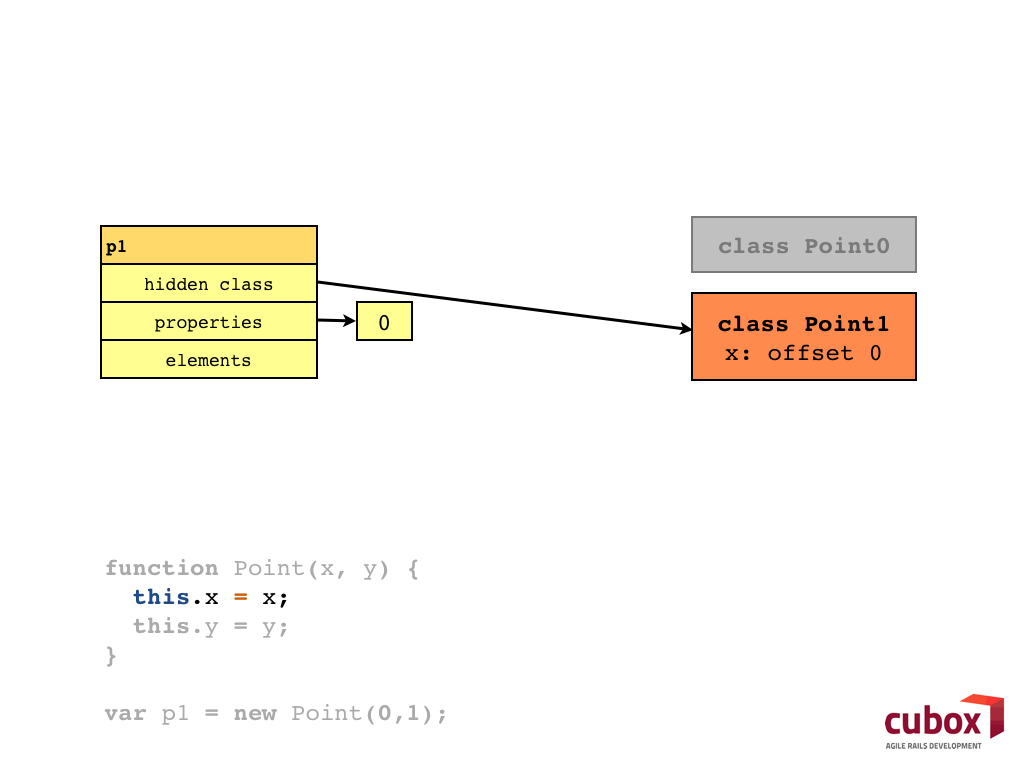 p1
hidden class
properties
elements
0
class Point0
class Point1
x: offset 0
function Point(x, y) {
  this.x = x;
  this.y = y;
}
var p1 = new Point(0,1);
cubox
AGILE RAILS DEVELOPMENT